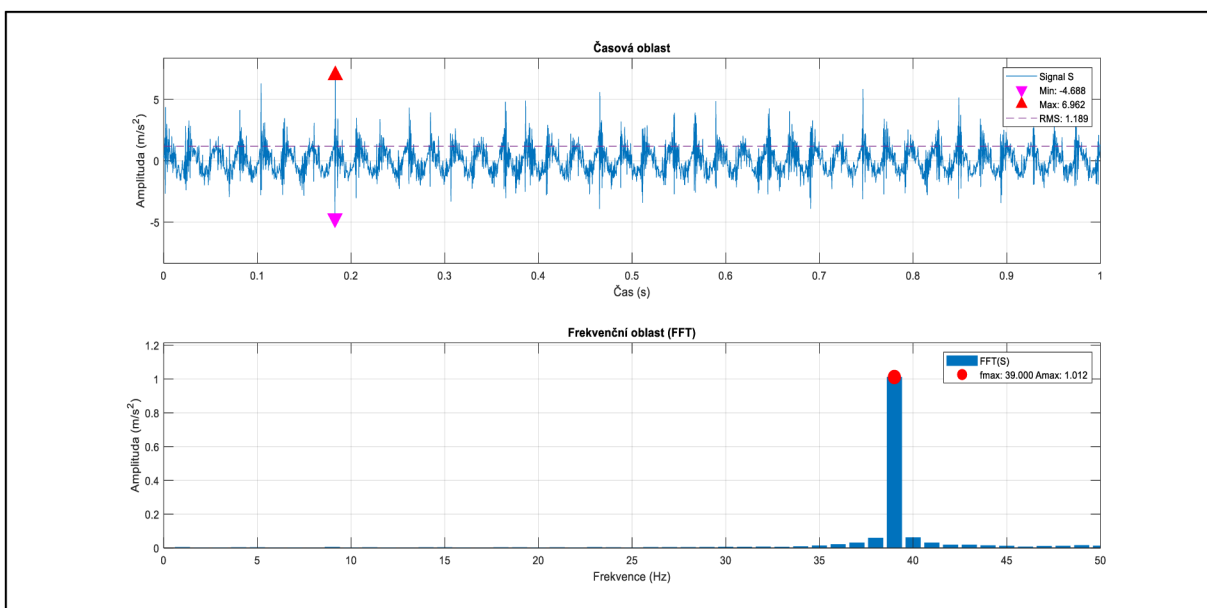 Časová oblast
Amplituda (m/s²)
5
0
-5
Signal S
Min: -4.688
Max: 6.962
RMS: 1.189
0 0.1 0.2 0.3 0.4 0.5 0.6 0.7 0.8 0.9 1
Čas (s)
Frekvenční oblast (FFT)
Amplituda (m/s²)
1.2
1
0.8
0.6
0.4
0.2
0
FFT(S)
fmax: 39.000 Amax: 1.012
0 5 10 15 20 25 30 35 40 45 50
Frekvence (Hz)